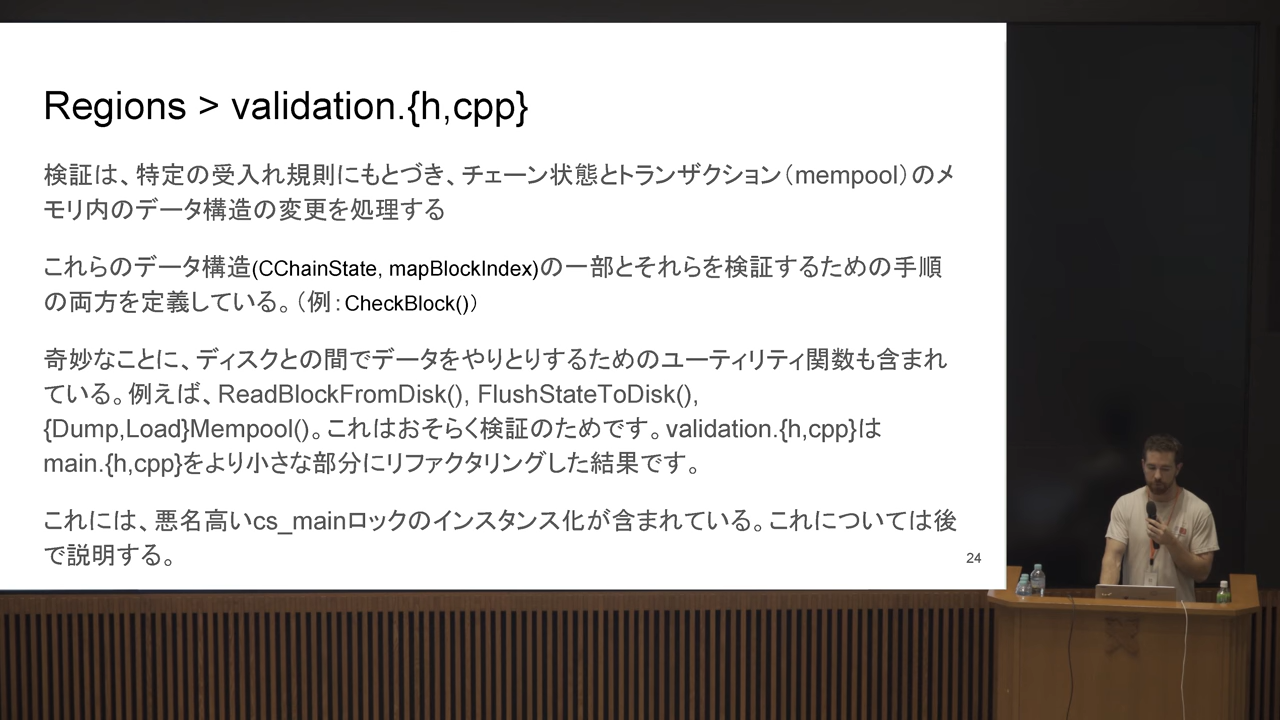 Regions > validation.{h,cpp}
検証は、特定の受入れ規則にもとづき、チェーン状態とトランザクション（mempool）のメ
モリ内のデータ構造の変更を処理する
これらのデータ構造(CChainState, mapBlockIndex)の一部とそれらを検証するための手順
の両方を定義している。（例：CheckBlock()）
奇妙なことに、ディスクとの間でデータをやりとりするためのユーティリティ関数も含まれ
ている。例えば、ReadBlockFromDisk(), FlushStateToDisk(),
{Dump,Load}Mempool()。これはおそらく検証のためです。validation.{h,cpp}は
main.{h,cpp}をより小さな部分にリファクタリングした結果です。
これには、悪名高いcs_mainロックのインスタンス化が含まれている。これについては後
で説明する。
24